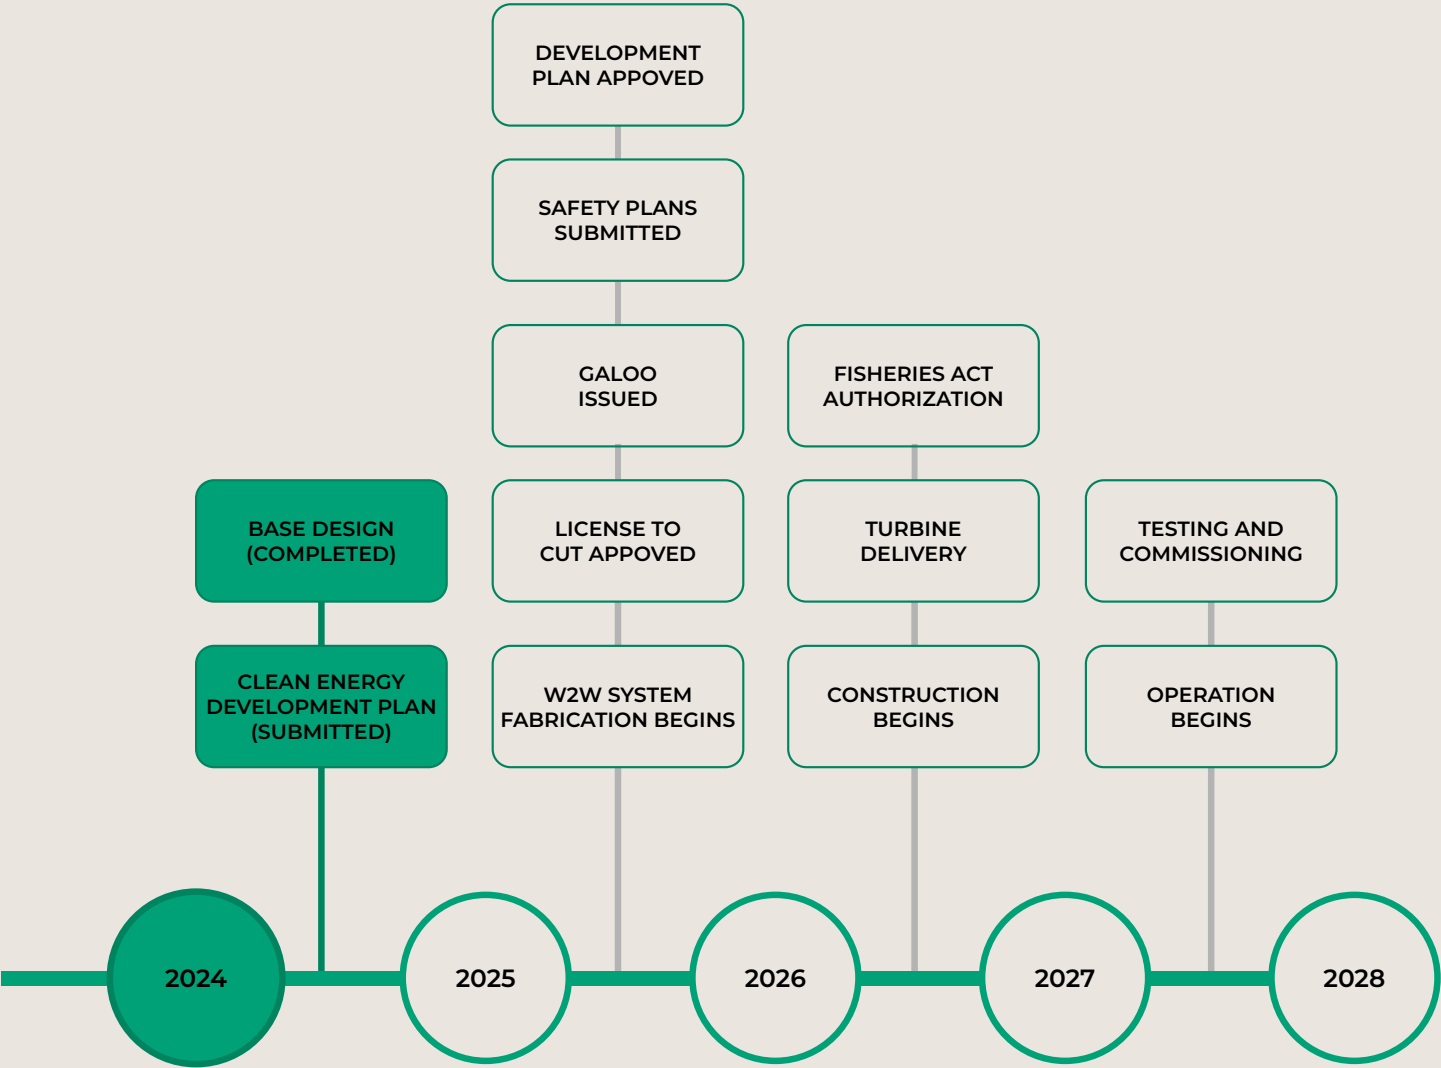 DEVELOPMENT
PLAN APPOVED
SAFETY PLANS
SUBMITTED
GALOO
ISSUED
FISHERIES ACT
AUTHORIZATION
BASE DESIGN
(COMPLETED)
LICENSE TO
CUT APPOVED
TURBINE
DELIVERY
TESTING AND
COMMISSIONING
CLEAN ENERGY
DEVELOPMENT PLAN
(SUBMITTED)
W2W SYSTEM
FABRICATION BEGINS
CONSTRUCTION
BEGINS
OPERATION
BEGINS
2024
2025
2026
2027
2028